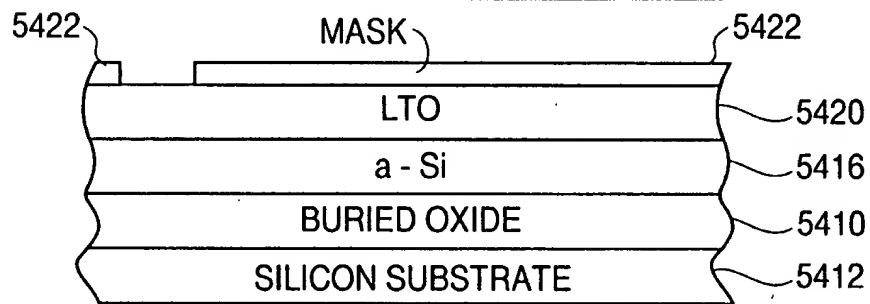 5422 MASK 5422
LTO 5420
a - Si 5416
BURIED OXIDE 5410
SILICON SUBSTRATE 5412